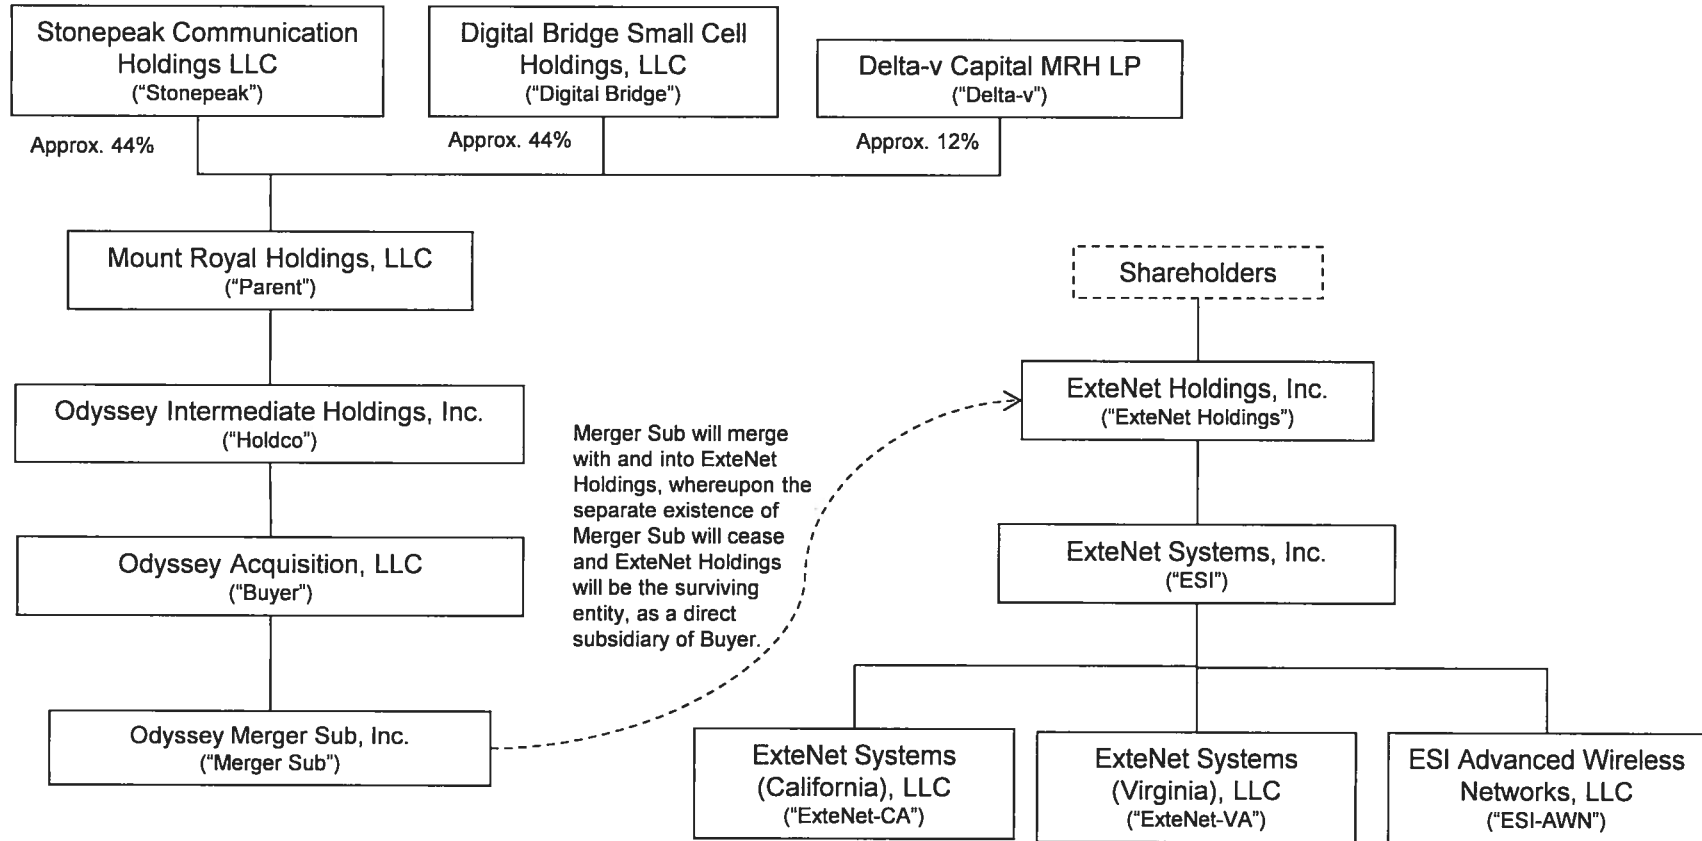 Stonepeak Communication
Holdings LLC
("Stonepeak")
Digital Bridge Small Cell
Holdings, LLC
("Digital Bridge")
Delta-v Capital MRH LP
("Delta-v")
Approx. 44%
Approx. 44%
Approx. 12%
Mount Royal Holdings, LLC
("Parent")
Shareholders
Odyssey Intermediate Holdings, Inc.
("Holdco")
ExteNet Holdings, Inc.
("ExteNet Holdings")
Merger Sub will merge
with and into ExteNet
Holdings, whereupon the
separate existence of
Merger Sub will cease
and ExteNet Holdings
will be the surviving
entity, as a direct
subsidiary of Buyer.
Odyssey Acquisition, LLC
("Buyer")
ExteNet Systems, Inc.
("ESI")
Odyssey Merger Sub, Inc.
("Merger Sub")
ExteNet Systems
(California), LLC
("ExteNet-CA")
ExteNet Systems
(Virginia), LLC
("ExteNet-VA")
ESI Advanced Wireless
Networks, LLC
("ESI-AWN")